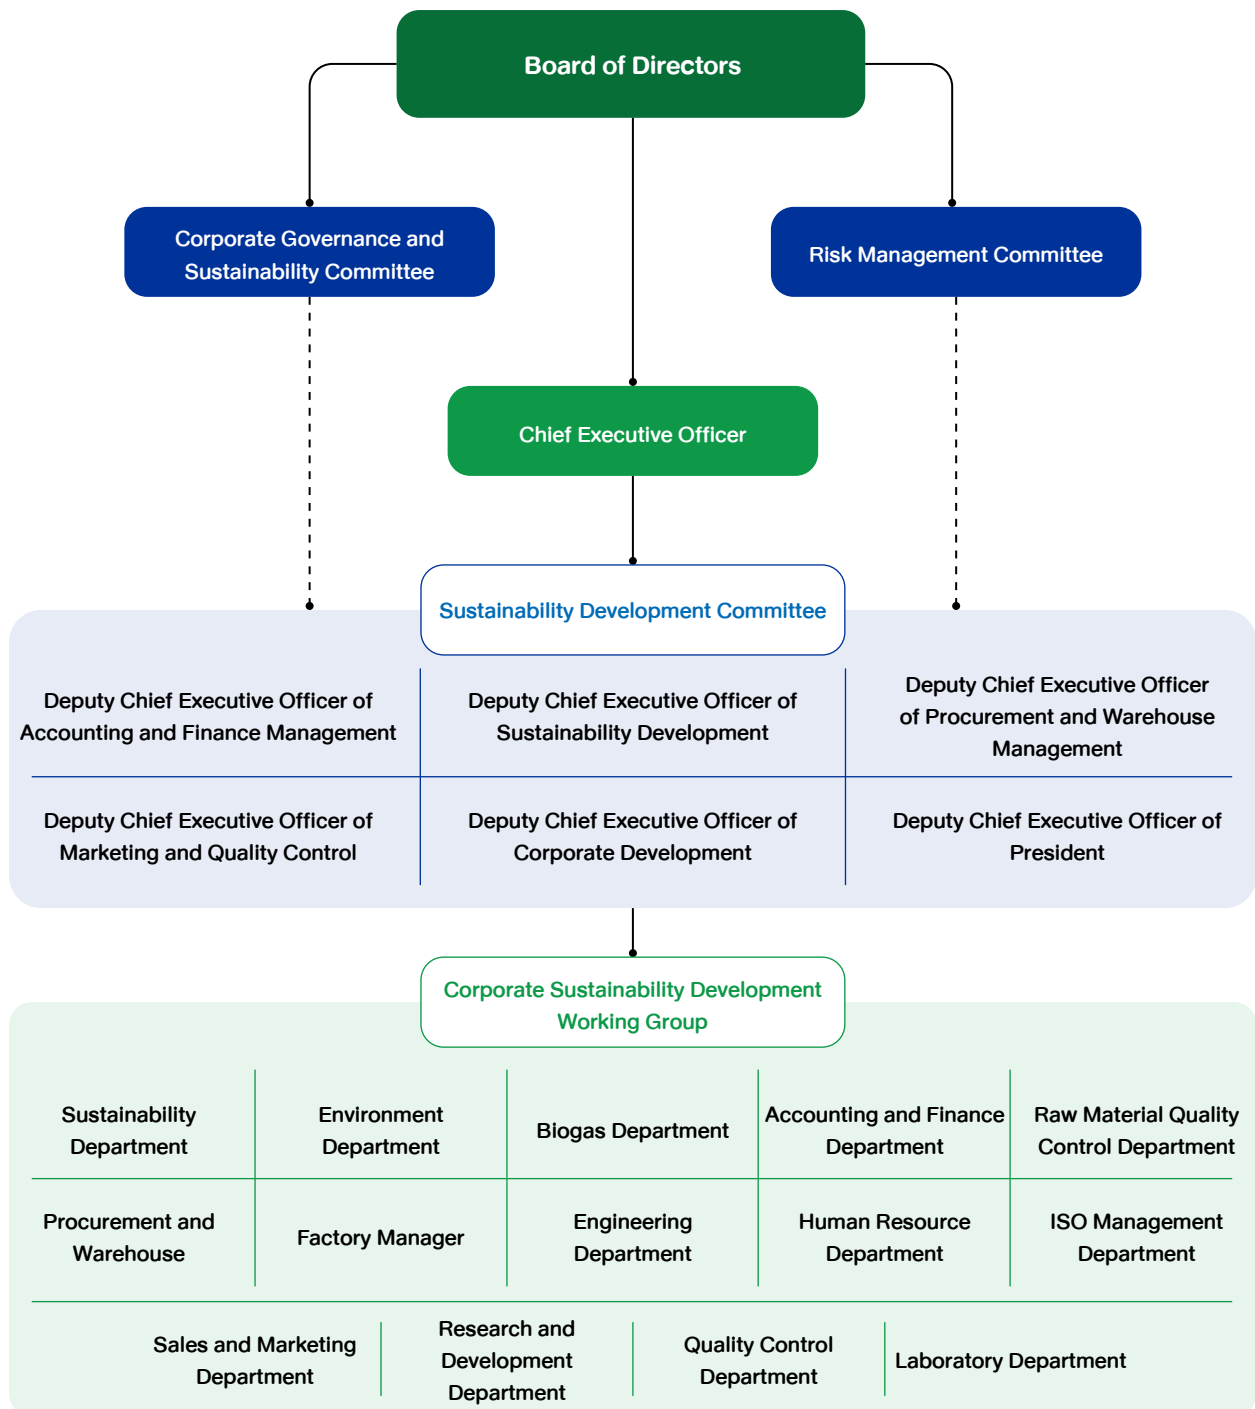 Board of Directors
Corporate Governance and
Sustainability Committee
Risk Management Committee
Chief Executive Officer
Sustainability Development Committee
Deputy Chief Executive Officer of
Accounting and Finance Management
Deputy Chief Executive Officer of
Sustainability Development
Deputy Chief Executive Officer
of Procurement and Warehouse
Management
Deputy Chief Executive Officer of
Marketing and Quality Control
Deputy Chief Executive Officer of
Corporate Development
Deputy Chief Executive Officer of
President
Corporate Sustainability Development
Working Group
Sustainability
Department
Environment
Department
Biogas Department
Accounting and Finance
Department
Raw Material Quality
Control Department
Procurement and
Warehouse
Factory Manager
Engineering
Department
Human Resource
Department
ISO Management
Department
Sales and Marketing
Department
Research and
Development
Department
Quality Control
Department
Laboratory Department